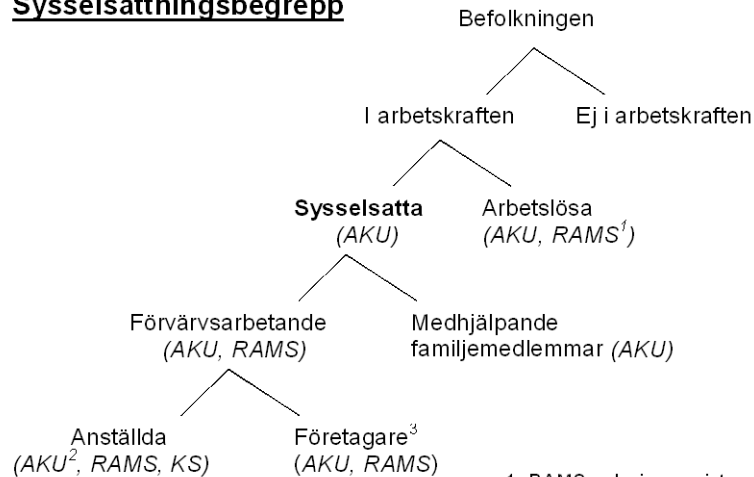 Sysselsättningsbegrepp
Befolkningen
I arbetskraften Ej i arbetskraften
Sysselsatta Arbetslösa
(AKU) (AKU, RAMS¹)
Förvärvsarbetande Medhjälpande
(AKU, RAMS) familjemedlemmar (AKU)
Anställda Företagare³
(AKU², RAMS, KS) (AKU, RAMS)